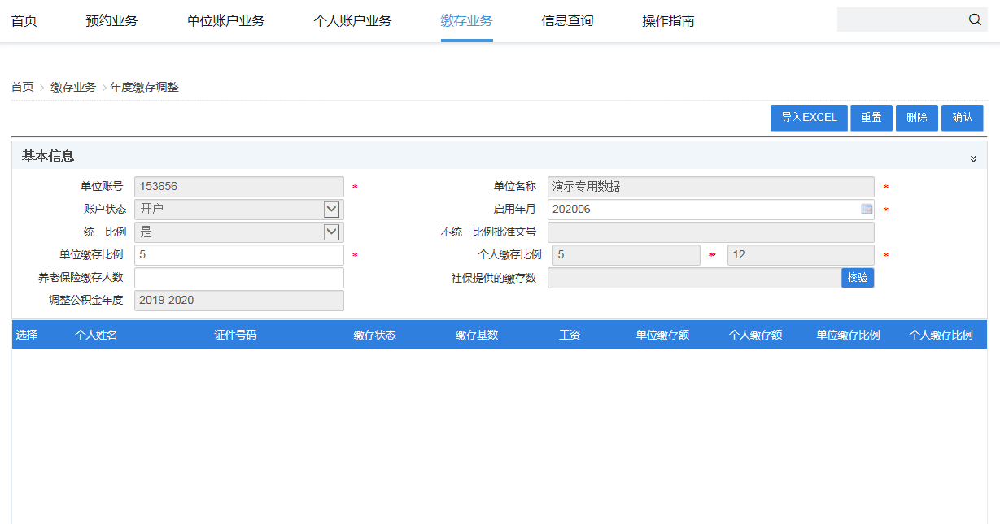 首页 预约业务 单位账户业务 个人账户业务 缴存业务 信息查询 操作指南
首页 > 缴存业务 > 年度缴存调整
导入EXCEL 重置 删除 确认
基本信息
单位账号 153656 * 单位名称 演示专用数据 *
账户状态 开户 启用年月 202006 *
统一比例 是 不统一比例批准文号
单位缴存比例 5 * 个人缴存比例 5 ~ 12 *
养老保险缴存人数 社保提供的缴存数 校验
调整公积金年度 2019-2020
选择 个人姓名 证件号码 缴存状态 缴存基数 工资 单位缴存额 个人缴存额 单位缴存比例 个人缴存比例